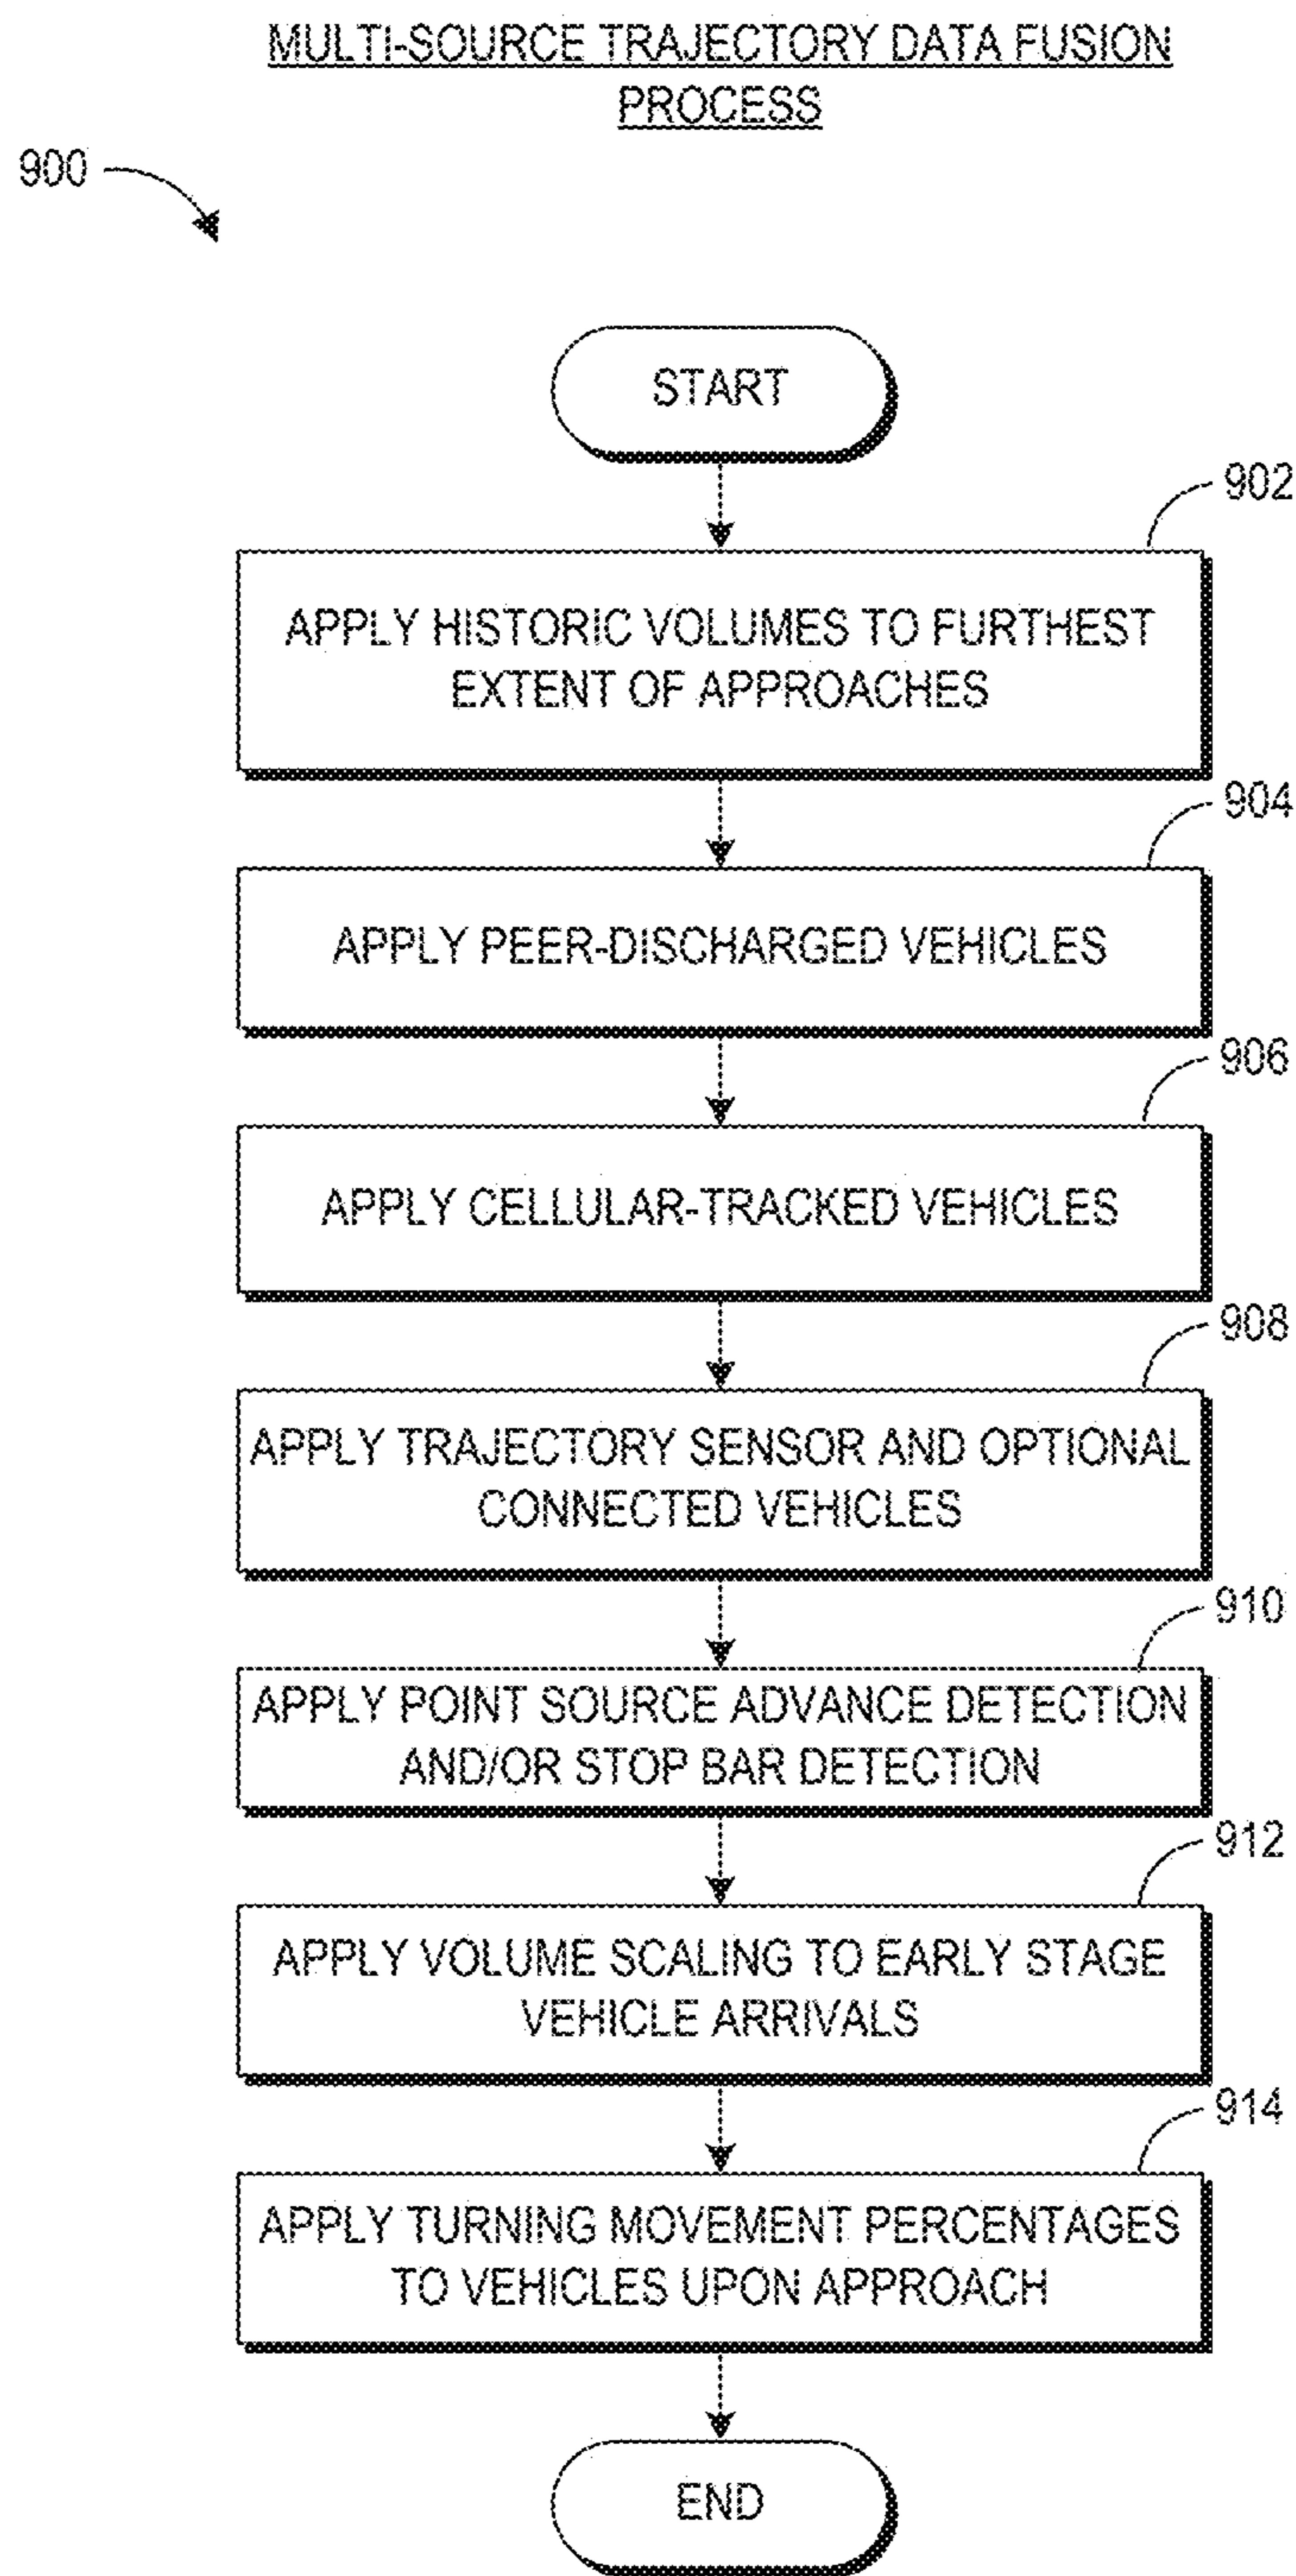 MULTI-SOURCE TRAJECTORY DATA FUSION
PROCESS
900
START
902
APPLY HISTORIC VOLUMES TO FURTHEST
EXTENT OF APPROACHES
904
APPLY PEER-DISCHARGED VEHICLES
906
APPLY CELLULAR-TRACKED VEHICLES
908
APPLY TRAJECTORY SENSOR AND OPTIONAL
CONNECTED VEHICLES
910
APPLY POINT SOURCE ADVANCE DETECTION
AND/OR STOP BAR DETECTION
912
APPLY VOLUME SCALING TO EARLY STAGE
VEHICLE ARRIVALS
914
APPLY TURNING MOVEMENT PERCENTAGES
TO VEHICLES UPON APPROACH
END